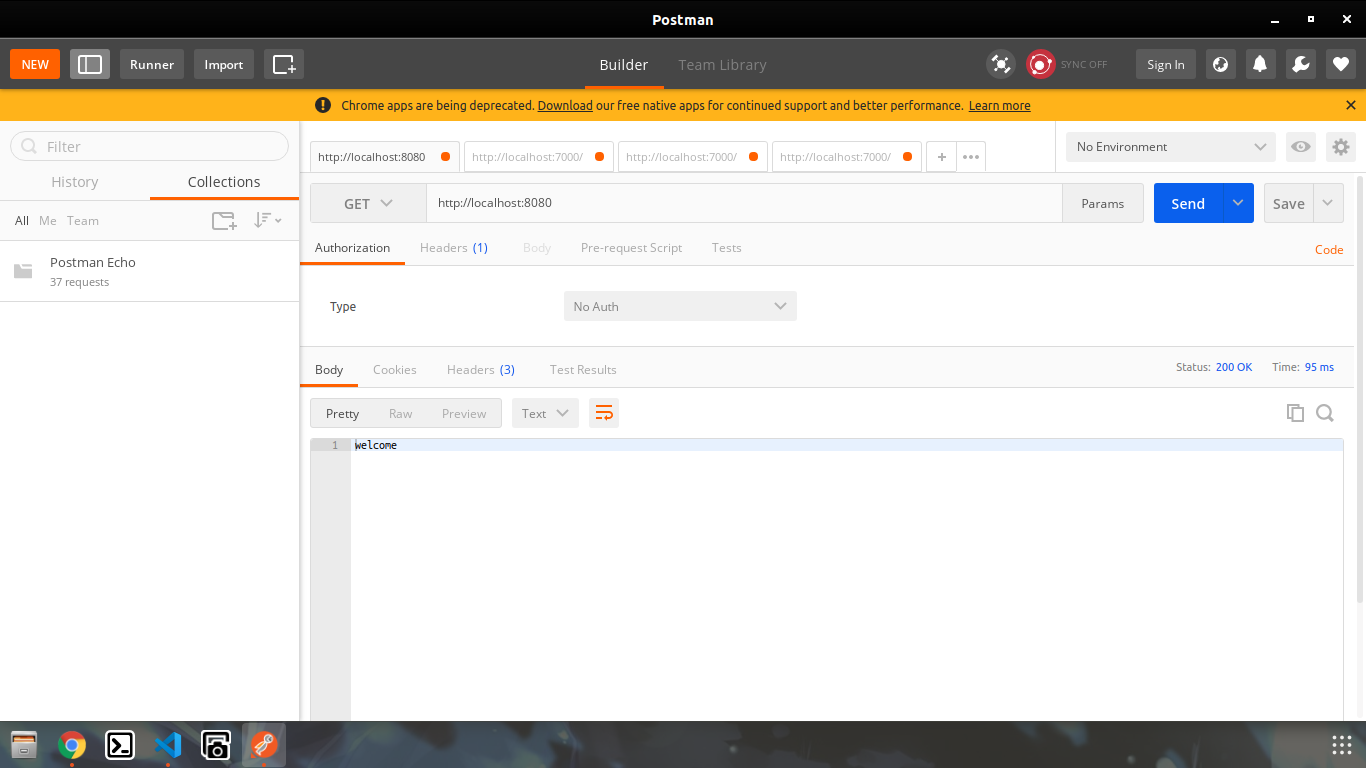 Postman
NEW Runner Import Builder Team Library SYNC OFF Sign In
Chrome apps are being deprecated. Download our free native apps for continued support and better performance. Learn more
Filter
History Collections
All Me Team
Postman Echo
37 requests
http://localhost:8080 http://localhost:7000/ http://localhost:7000/ http://localhost:7000/ + ••• No Environment
GET http://localhost:8080 Params Send Save
Authorization Headers (1) Body Pre-request Script Tests Code
Type No Auth
Body Cookies Headers (3) Test Results Status: 200 OK Time: 95 ms
Pretty Raw Preview Text
1 welcome